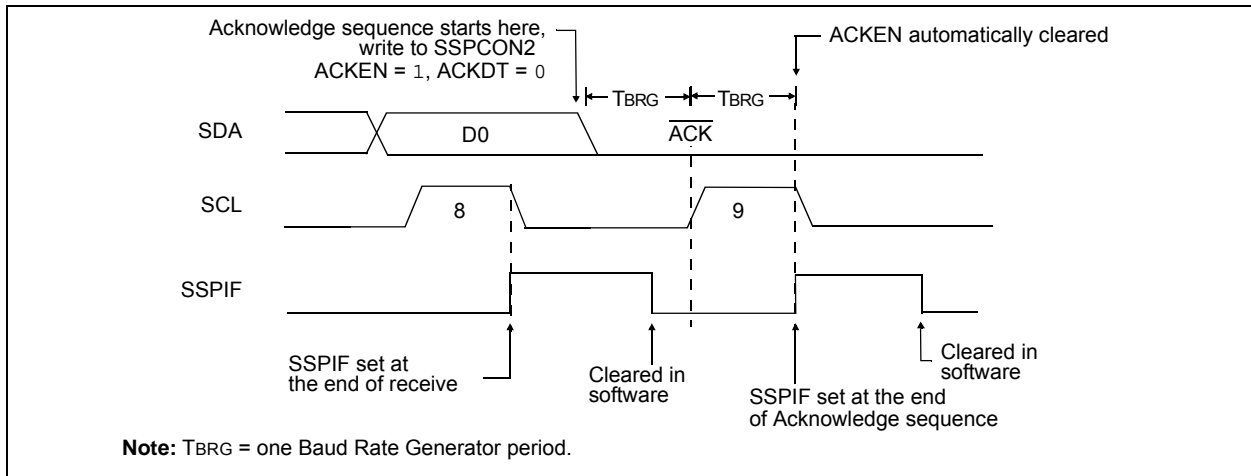 Acknowledge sequence starts here,
write to SSPCON2
ACKEN = 1, ACKDT = 0
ACKEN automatically cleared
TBRG
TBRG
SDA
D0
ACK
SCL
8
9
SSPIF
SSPIF set at
the end of receive
Cleared in
software
SSPIF set at the end
of Acknowledge sequence
Cleared in
software
Note: TBRG = one Baud Rate Generator period.